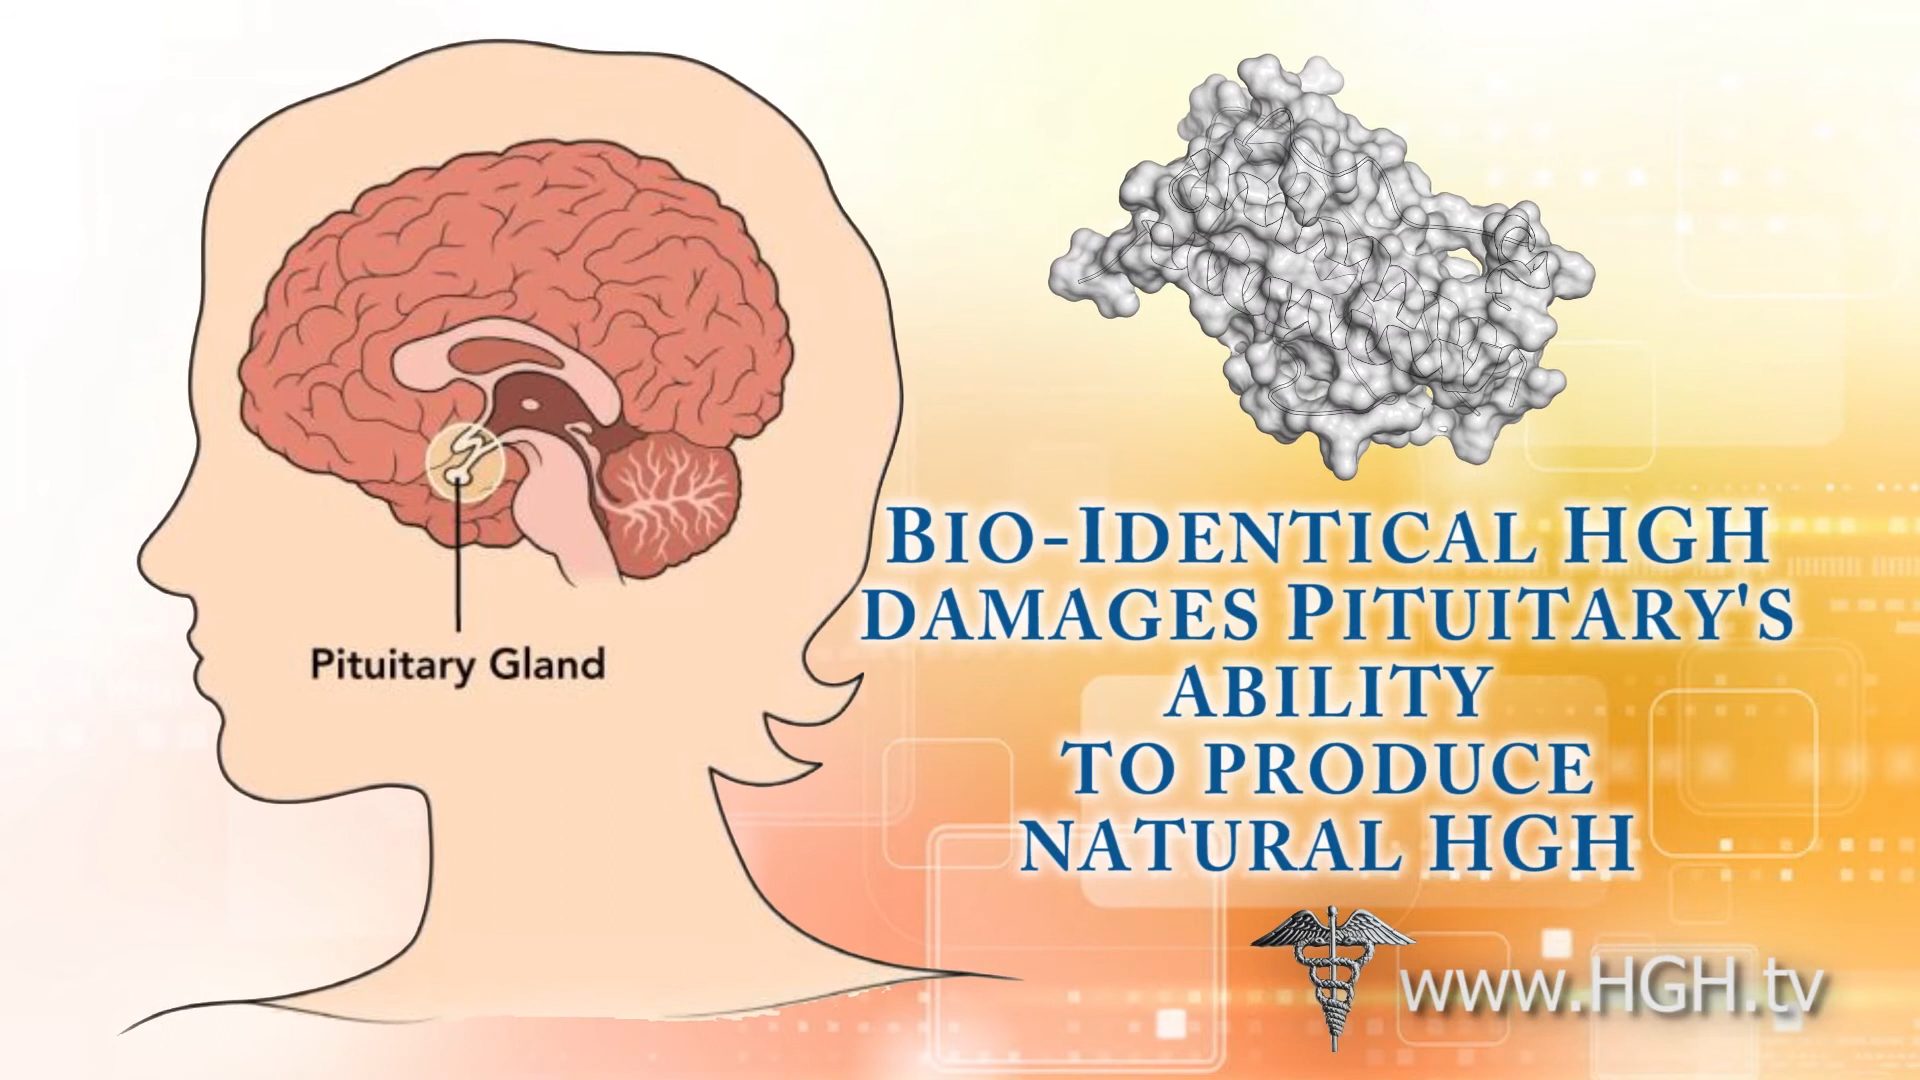 Pituitary Gland
BIO-IDENTICAL HGH
DAMAGES PITUITARY'S
ABILITY
TO PRODUCE
NATURAL HGH
www.HGH.tv